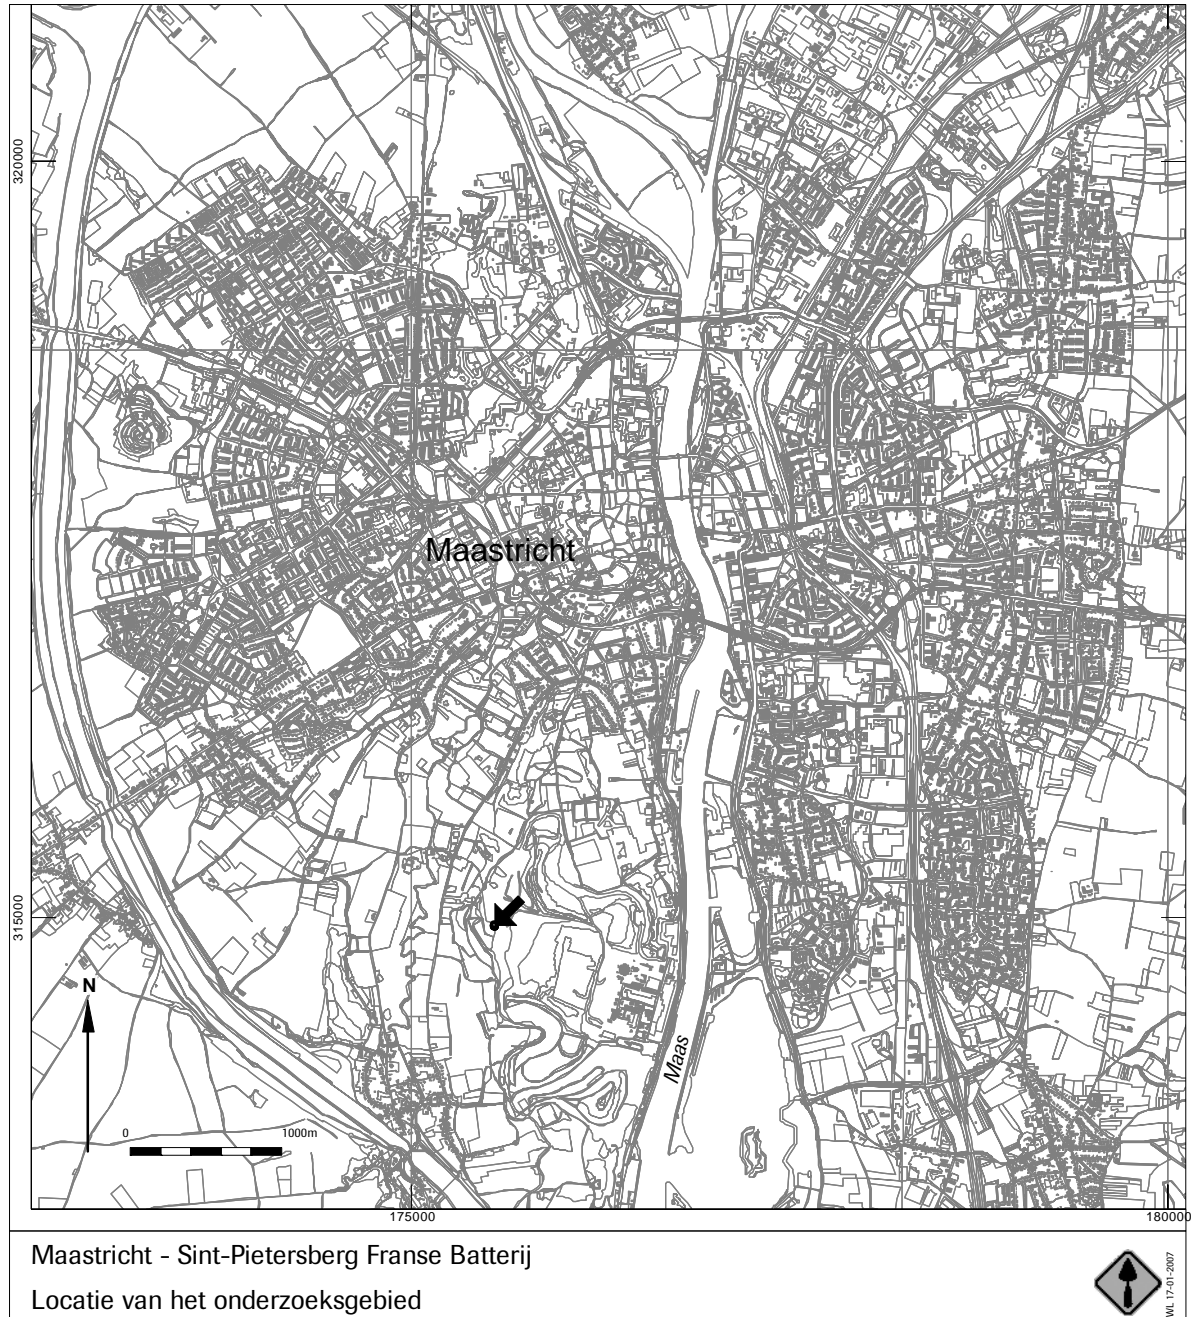 320000
Maastricht
315000
N
Maas
0
1000m
175000
180000
Maastricht - Sint-Pietersberg Franse Batterij
Locatie van het onderzoeksgebied
WL 17-01-2007